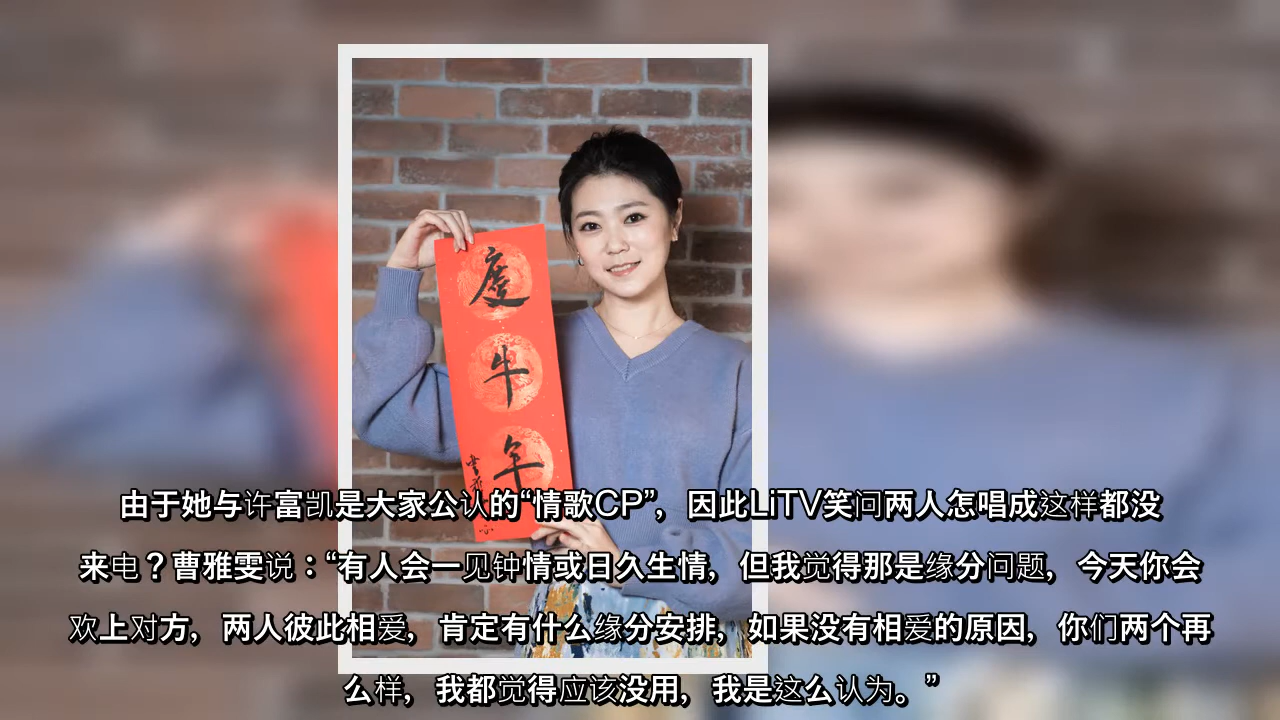 度
牛
年
由于她与许富凯是大家公认的“情歌CP”，因此LiTV笑问两人怎唱成这样都没
来电？曹雅雯说：“有人会一见钟情或日久生情，但我觉得那是缘分问题，今天你会
欢上对方，两人彼此相爱，肯定有什么缘分安排，如果没有相爱的原因，你们两个再
么样，我都觉得应该没用，我是这么认为。”